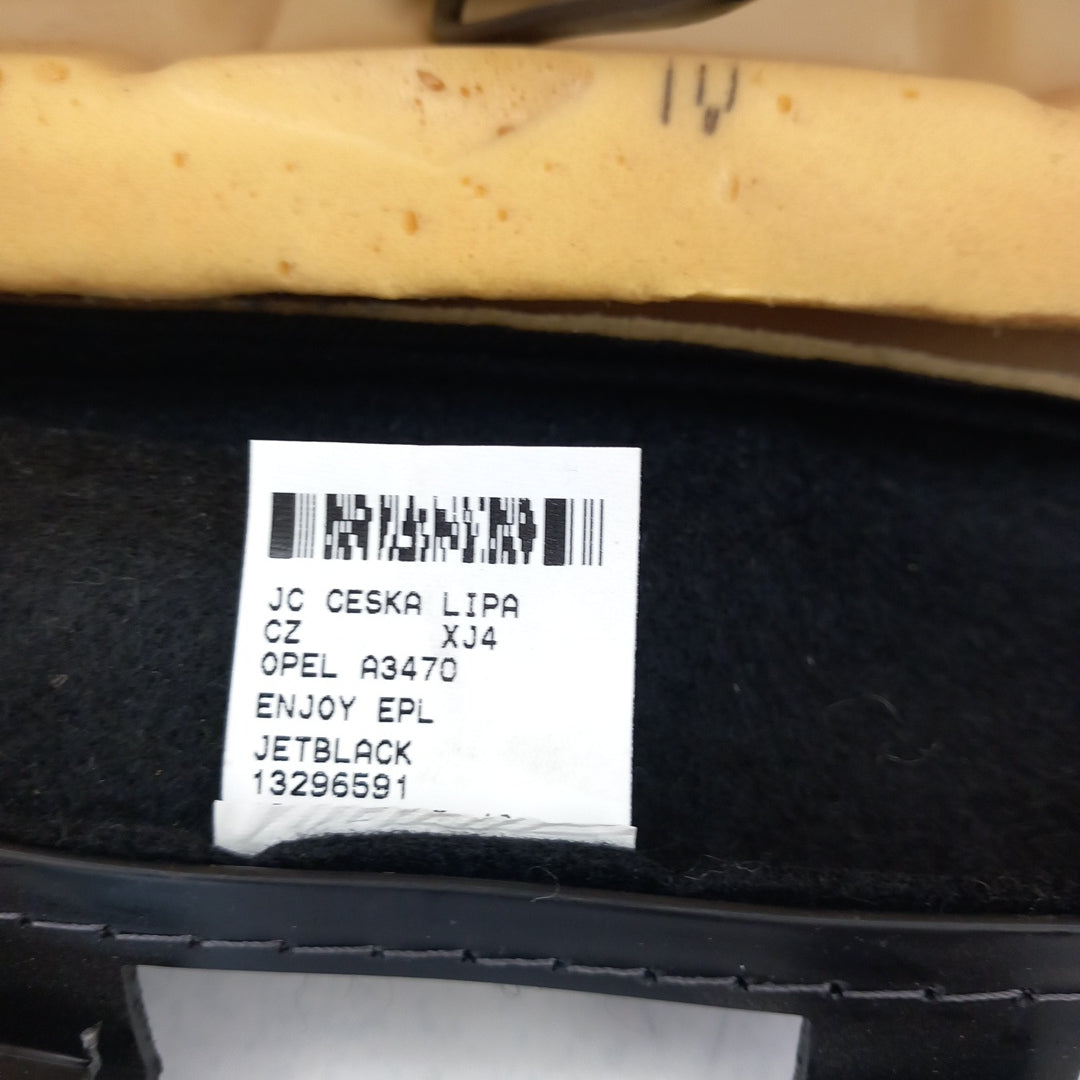 JC CESKA LIPA
CZ XJ4
OPEL A3470
ENJOY EPL
JETBLACK
13296591